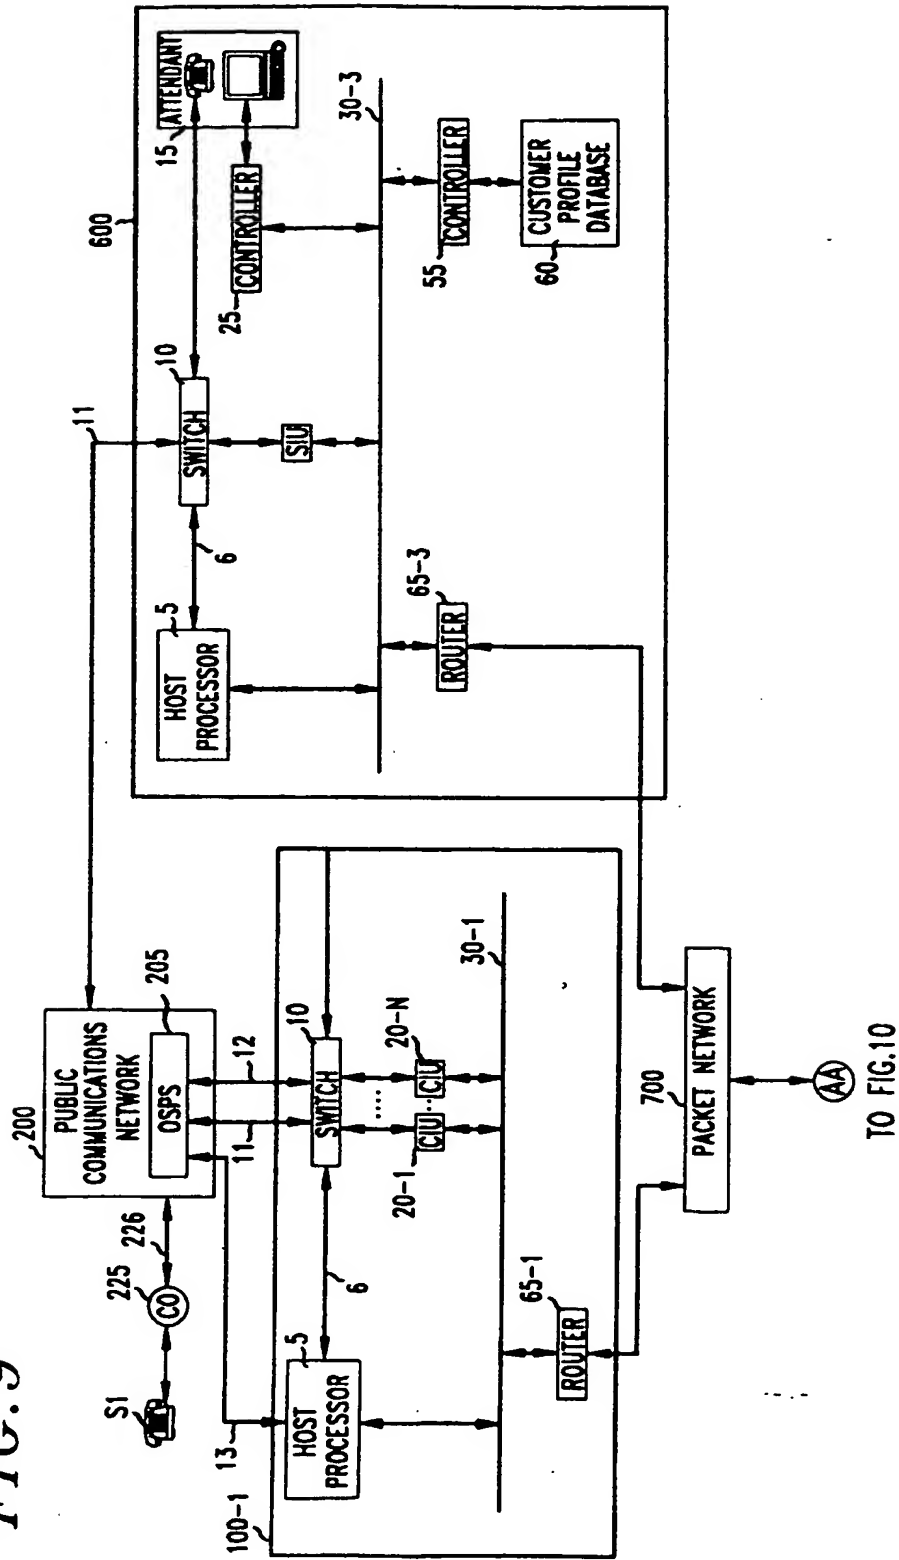 FIG. 9
S1
225
CO
226
200
PUBLIC
COMMUNICATIONS
NETWORK
OSPS
205
11
12
13
11
100-1
5
HOST
PROCESSOR
6
10
SWITCH
20-1
CIU
....
..
20-N
CIU
30-1
65-1
ROUTER
600
5
HOST
PROCESSOR
6
10
SWITCH
SIU
15
ATTENDANT
25
CONTROLLER
30-3
65-3
ROUTER
55
CONTROLLER
60
CUSTOMER
PROFILE
DATABASE
700
PACKET NETWORK
AA
TO FIG.10